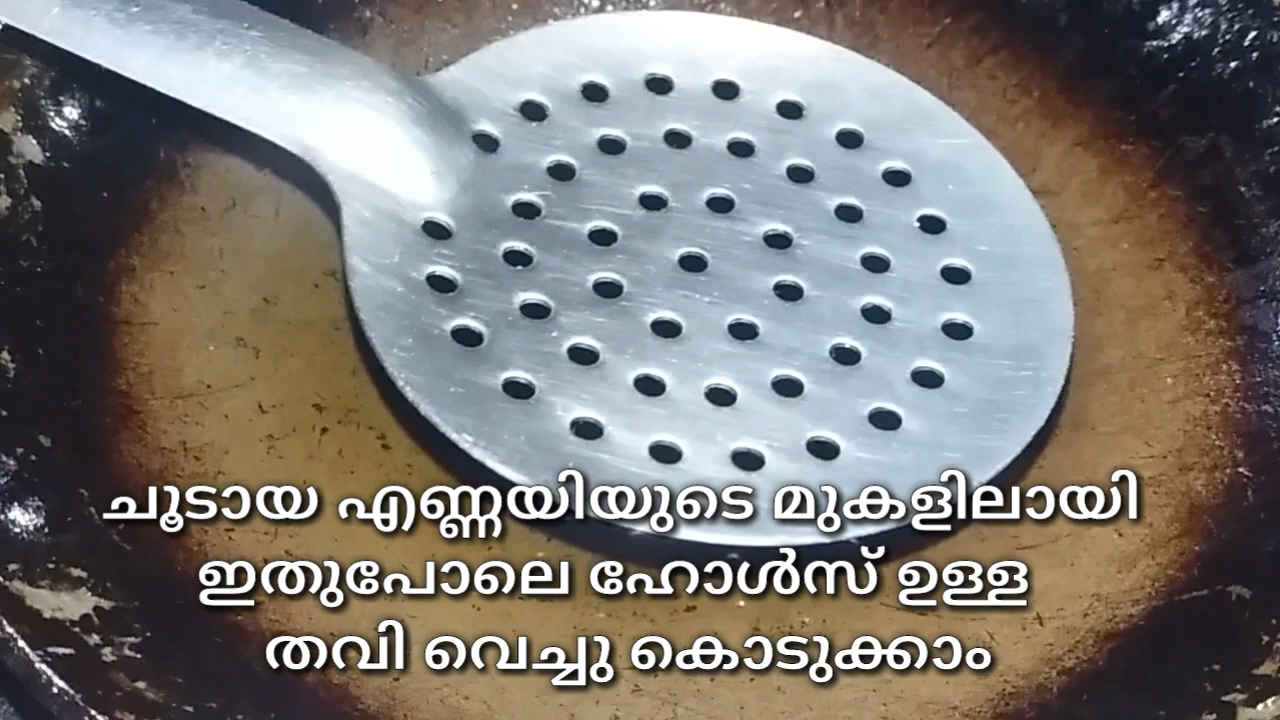 ചൂടായ എണ്ണയിയുടെ മുകളിലായി
ഇതുപോലെ ഹോൾസ് ഉള്ള
തവി വെച്ചു കൊടുക്കാം